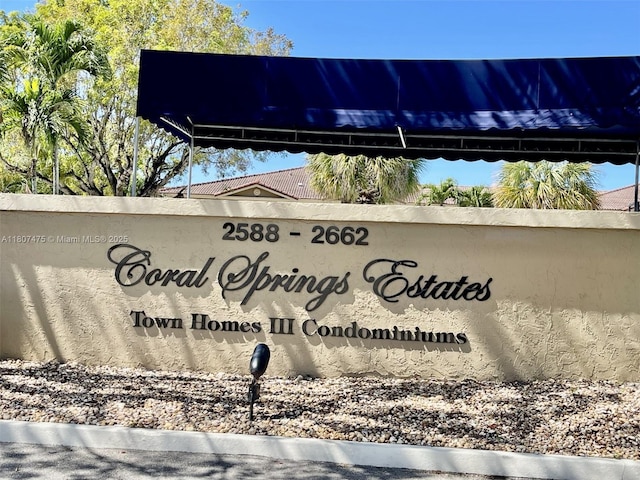 2588 - 2662
Coral Springs Estates
Town Homes III Condominiums
A11807475 © Miami MLS 2025